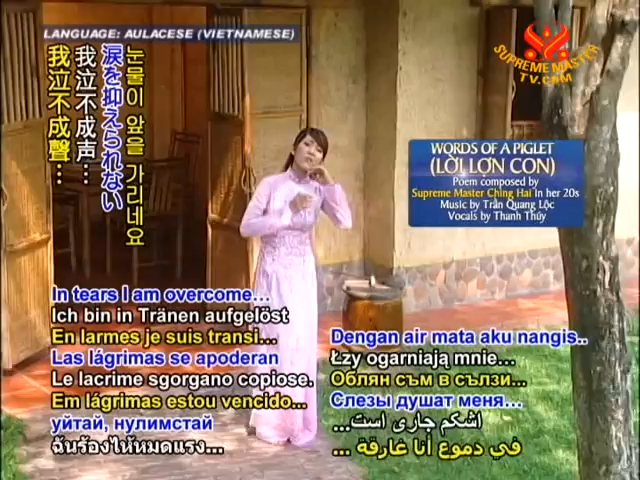 LANGUAGE: AULACESE (VIETNAMESE)
SUPREME MASTER
TV.COM
눈물이 앞을 가리네요
涙を抑えられない
我泣不成声...
我泣不成聲...
WORDS OF A PIGLET
(LỜI LỢN CON)
Poem composed by
Supreme Master Ching Hai in her 20s
Music by Trần Quang Lộc
Vocals by Thanh Thúy
In tears I am overcome...
Ich bin in Tränen aufgelöst
En larmes je suis transi...
Las lágrimas se apoderan
Le lacrime sgorgano copiose.
Em lágrimas estou vencido...
уйтай, нулимстай
ฉันร้องไห้หมดแรง...
Dengan air mata aku nangis..
Łzy ogarniają mnie...
Облян съм в сълзи...
Слезы душат меня...
اشکم جاری است...
في دموع أنا غارقة ...